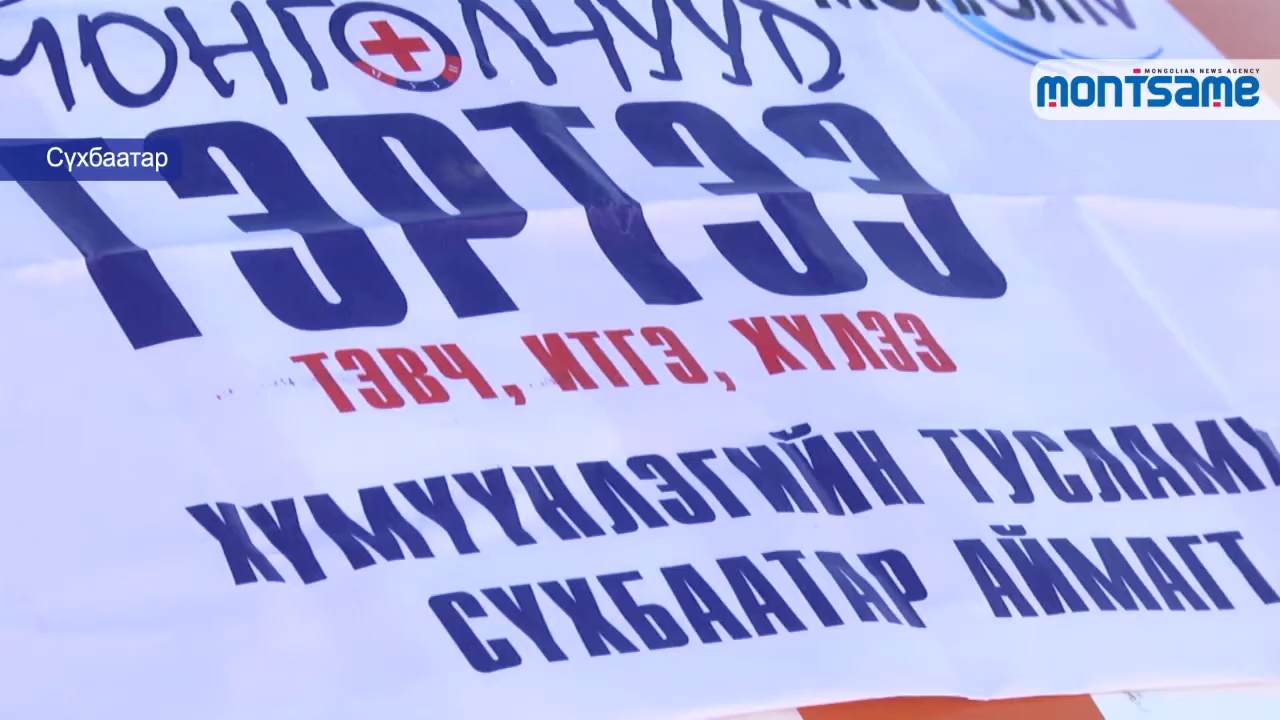 МОНГОЛЧУУД
MONGOLIAN NEWS AGENCY
MONTSAME
Сүхбаатар
ГЭРТЭЭ
ТЭВЧ, ИТГЭ, ХҮЛЭЭ
ХҮМҮҮНЛЭГИЙН
СҮХБААТАР АЙМАГТ